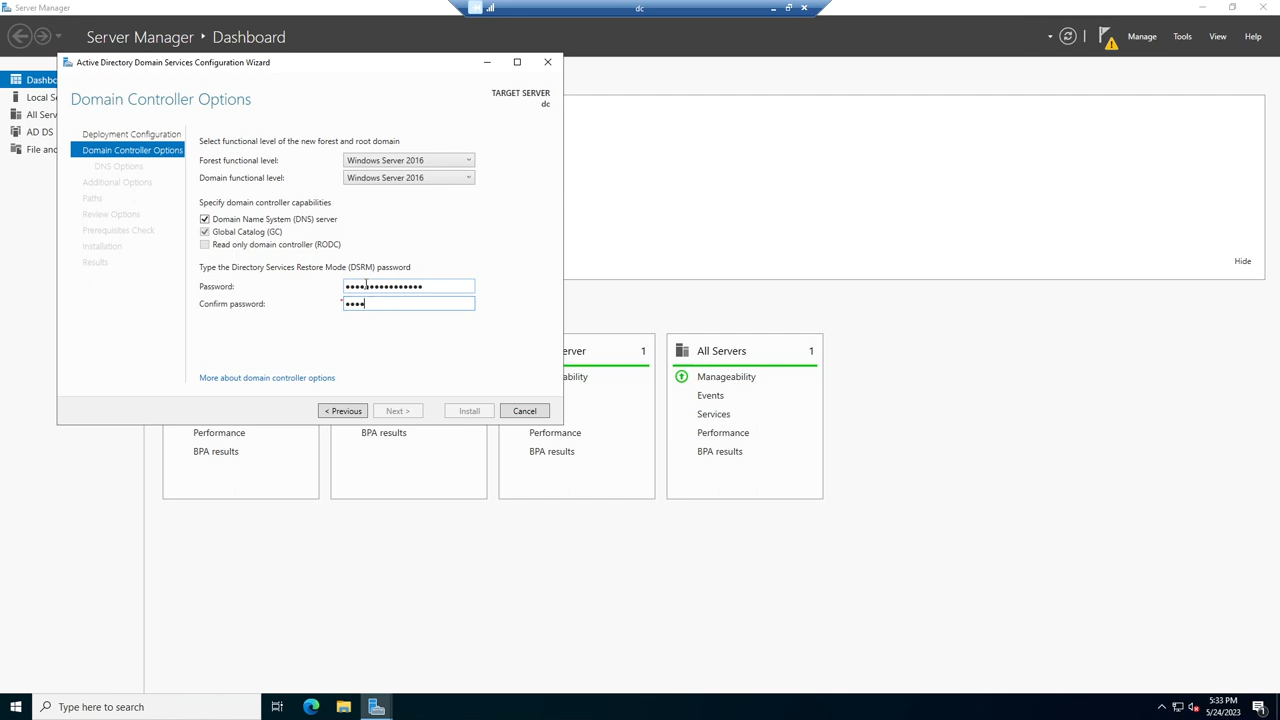 Server Manager
dc
Server Manager • Dashboard
Manage
Tools
View
Help
Dashbo
Local Se
All Serv
AD DS
File and
Active Directory Domain Services Configuration Wizard
Domain Controller Options
TARGET SERVER
dc
Deployment Configuration
Domain Controller Options
DNS Options
Additional Options
Paths
Review Options
Prerequisites Check
Installation
Results
Select functional level of the new forest and root domain
Forest functional level:
Windows Server 2016
Domain functional level:
Windows Server 2016
Specify domain controller capabilities
Domain Name System (DNS) server
Global Catalog (GC)
Read only domain controller (RODC)
Type the Directory Services Restore Mode (DSRM) password
Password:
••••••••••••••••
Confirm password:
* ••••
More about domain controller options
< Previous
Next >
Install
Cancel
Hide
Performance
BPA results
BPA results
erver 1
ability
Performance
BPA results
All Servers 1
Manageability
Events
Services
Performance
BPA results
Type here to search
5:33 PM
5/24/2023
1